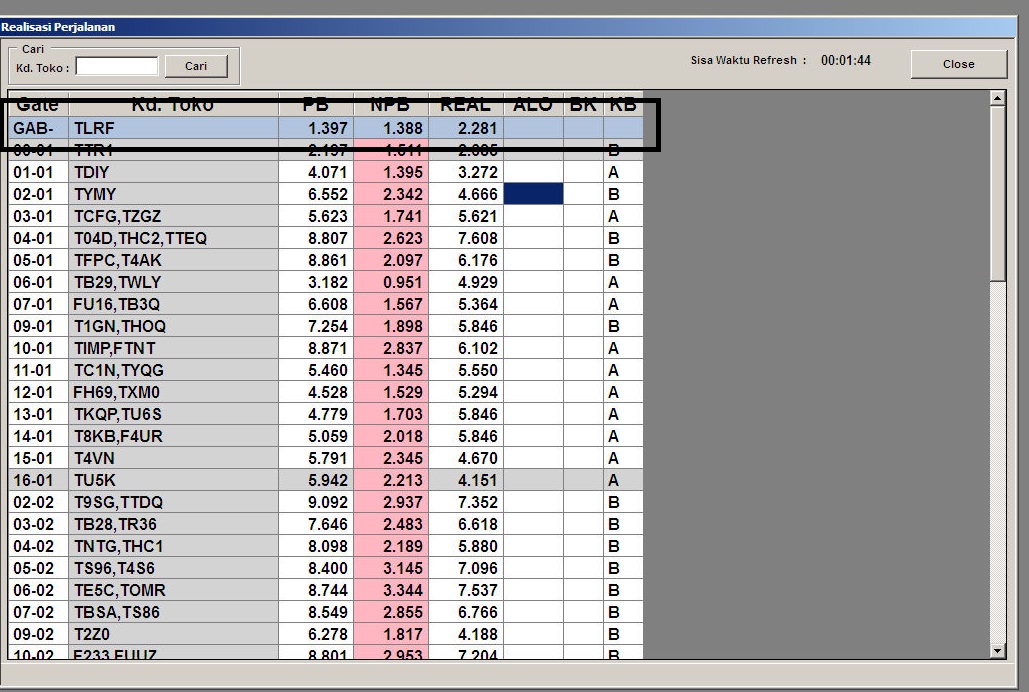 Realisasi Perjalanan
Cari
Kd. Toko : Cari Sisa Waktu Refresh : 00:01:44 Close
Gate Kd. Toko PB NPB REAL ALO BK KB
GAB- TLRF 1.397 1.388 2.281
00-01 TTR1 2.197 1.511 2.685 B
01-01 TDIY 4.071 1.395 3.272 A
02-01 TYMY 6.552 2.342 4.666 B
03-01 TCFG,TZGZ 5.623 1.741 5.621 A
04-01 T04D,THC2,TTEQ 8.807 2.623 7.608 B
05-01 TFPC,T4AK 8.861 2.097 6.176 B
06-01 TB29,TWLY 3.182 0.951 4.929 A
07-01 FU16,TB3Q 6.608 1.567 5.364 A
09-01 T1GN,THOQ 7.254 1.898 5.846 B
10-01 TIMP,FTNT 8.871 2.837 6.102 A
11-01 TC1N,TYQG 5.460 1.345 5.550 A
12-01 FH69,TXM0 4.528 1.529 5.294 A
13-01 TKQP,TU6S 4.779 1.703 5.846 A
14-01 T8KB,F4UR 5.059 2.018 5.846 A
15-01 T4VN 5.791 2.345 4.670 A
16-01 TU5K 5.942 2.213 4.151 A
02-02 T9SG,TTDQ 9.092 2.937 7.352 B
03-02 TB28,TR36 7.646 2.483 6.618 B
04-02 TNTG,THC1 8.098 2.189 5.880 B
05-02 TS96,T4S6 8.400 3.145 7.096 B
06-02 TE5C,TOMR 8.744 3.344 7.537 B
07-02 TBSA,TS86 8.549 2.855 6.766 B
09-02 T2Z0 6.278 1.817 4.188 B
10-02 F233,FUUZ 8.801 2.953 7.204 B